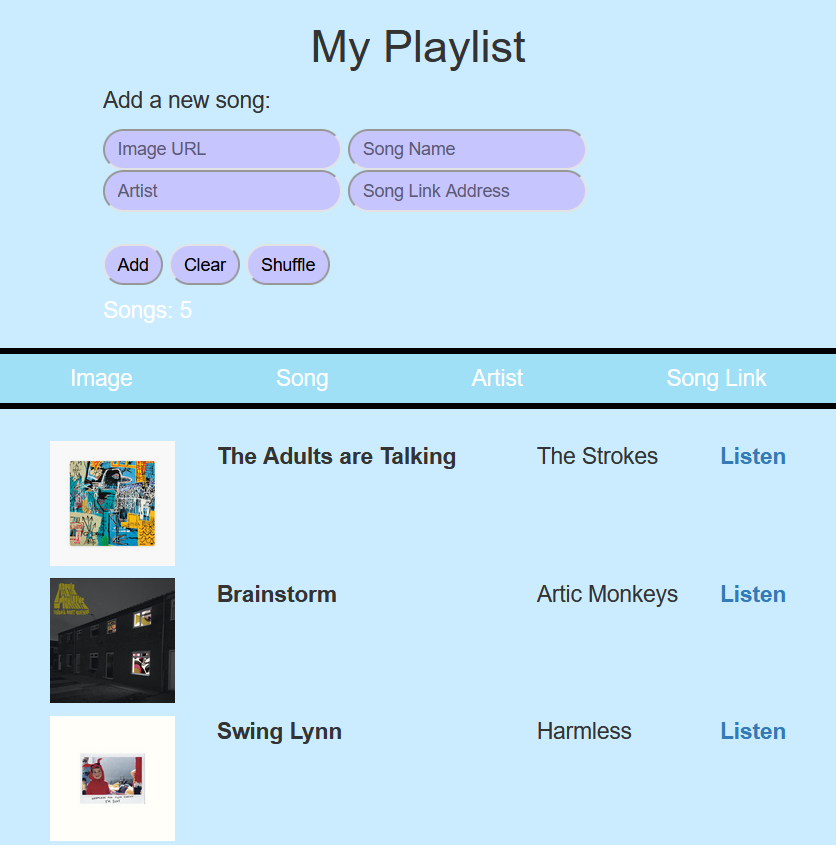 My Playlist
Add a new song:
Image URL Song Name
Artist Song Link Address
Add Clear Shuffle
Songs: 5
Image Song Artist Song Link
The Adults are Talking The Strokes Listen
Brainstorm Artic Monkeys Listen
Swing Lynn Harmless Listen